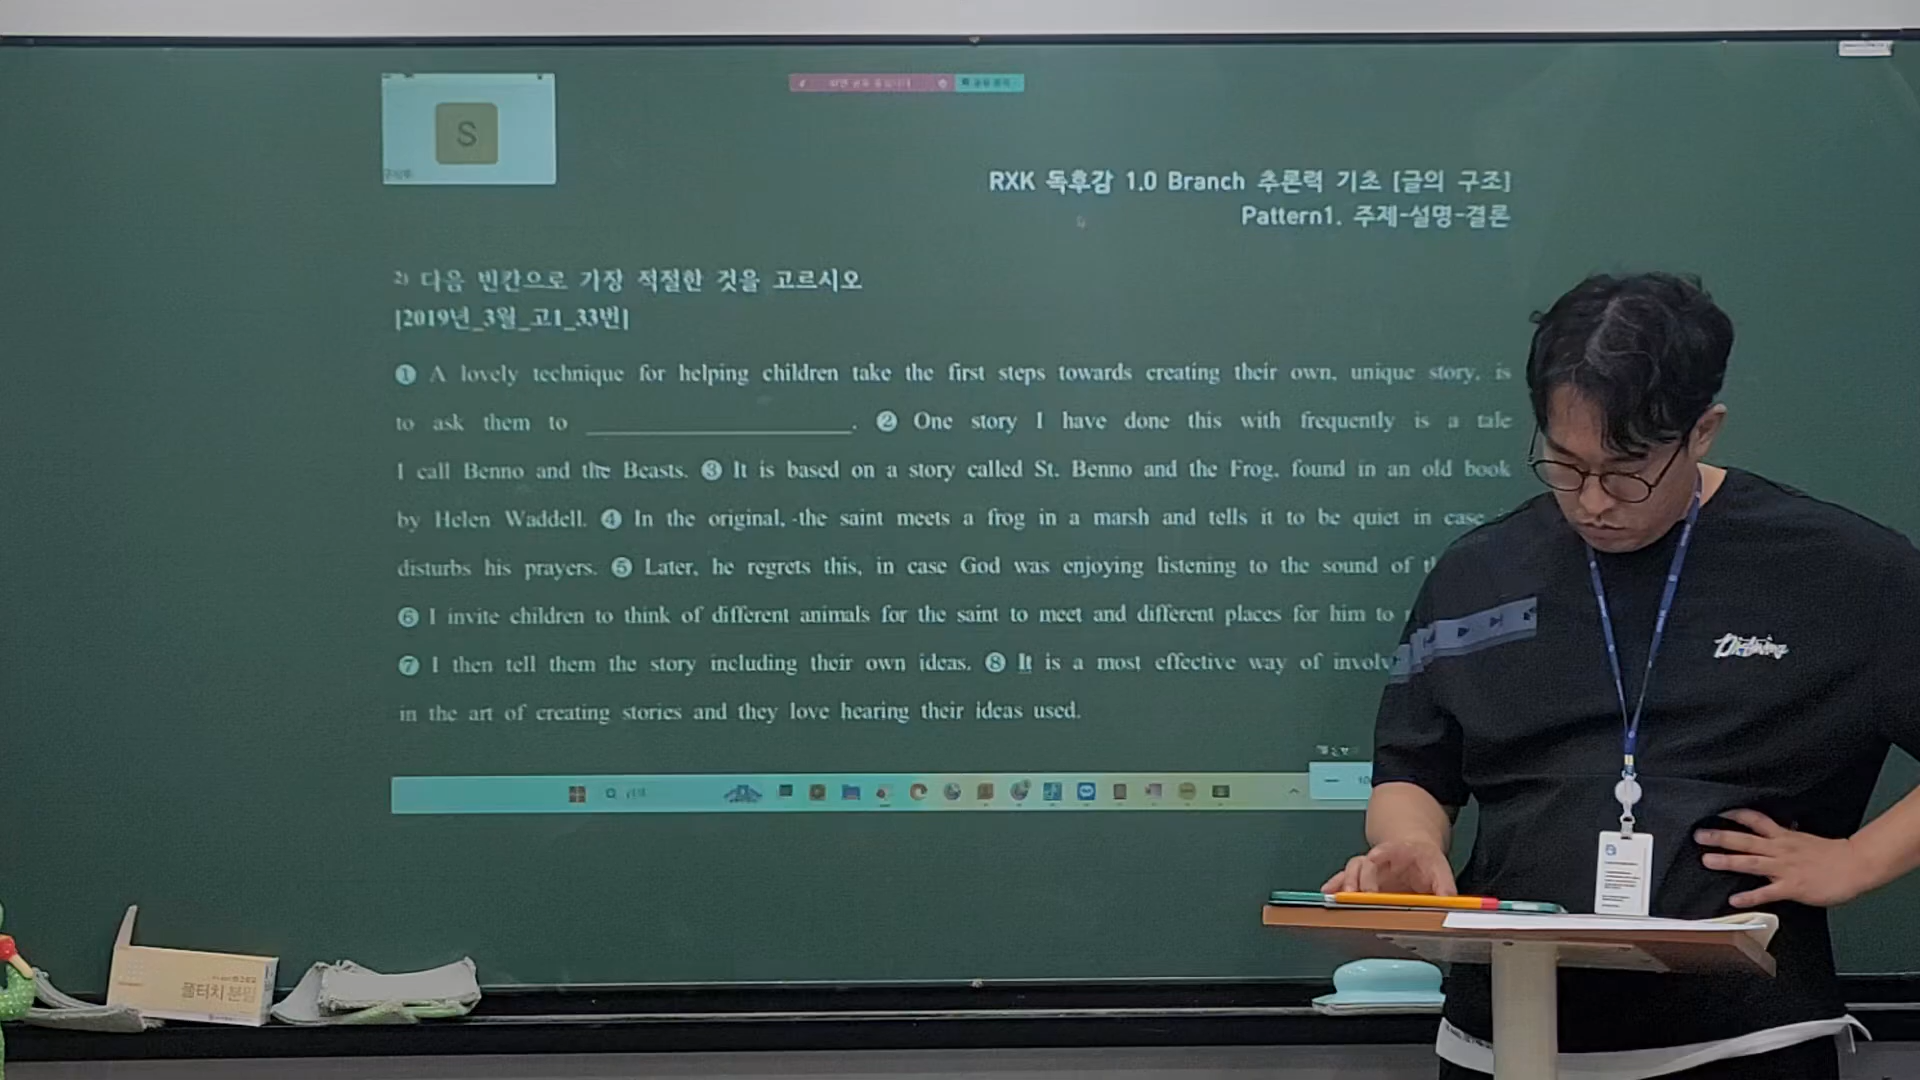 S
RXK 독후감 1.0 Branch 추론력 기초 [글의 구조]
Pattern1. 주제-설명-결론
2) 다음 빈칸으로 가장 적절한 것을 고르시오
[2019년_3월_고1_33번]
❶ A lovely technique for helping children take the first steps towards creating their own, unique story, is
to ask them to ______________________. ❷ One story I have done this with frequently is a tale
I call Benno and the Beasts. ❸ It is based on a story called St. Benno and the Frog, found in an old book
by Helen Waddell. ❹ In the original, the saint meets a frog in a marsh and tells it to be quiet in case
disturbs his prayers. ❺ Later, he regrets this, in case God was enjoying listening to the sound of
❻ I invite children to think of different animals for the saint to meet and different places for him to
❼ I then tell them the story including their own ideas. ❽ It is a most effective way of involv
in the art of creating stories and they love hearing their ideas used.
풀터치 분필